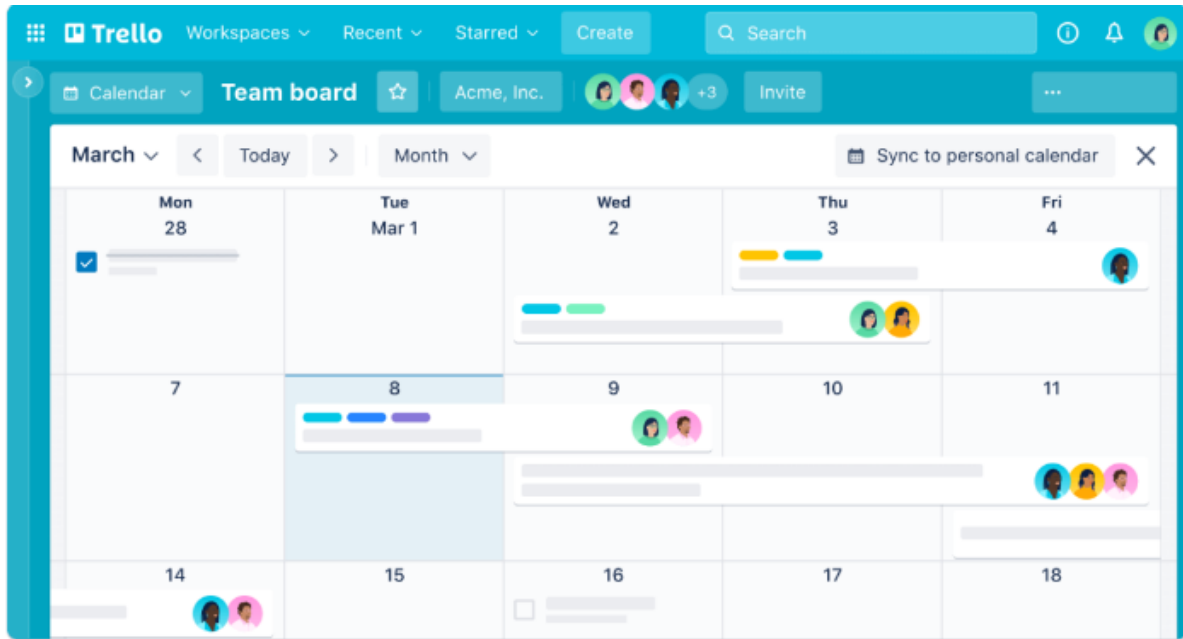 Trello Workspaces Recent Starred Create Search
Calendar Team board Acme, Inc. +3 Invite ...
March Today Month Sync to personal calendar
Mon Tue Wed Thu Fri
28 Mar 1 2 3 4
7 8 9 10 11
14 15 16 17 18